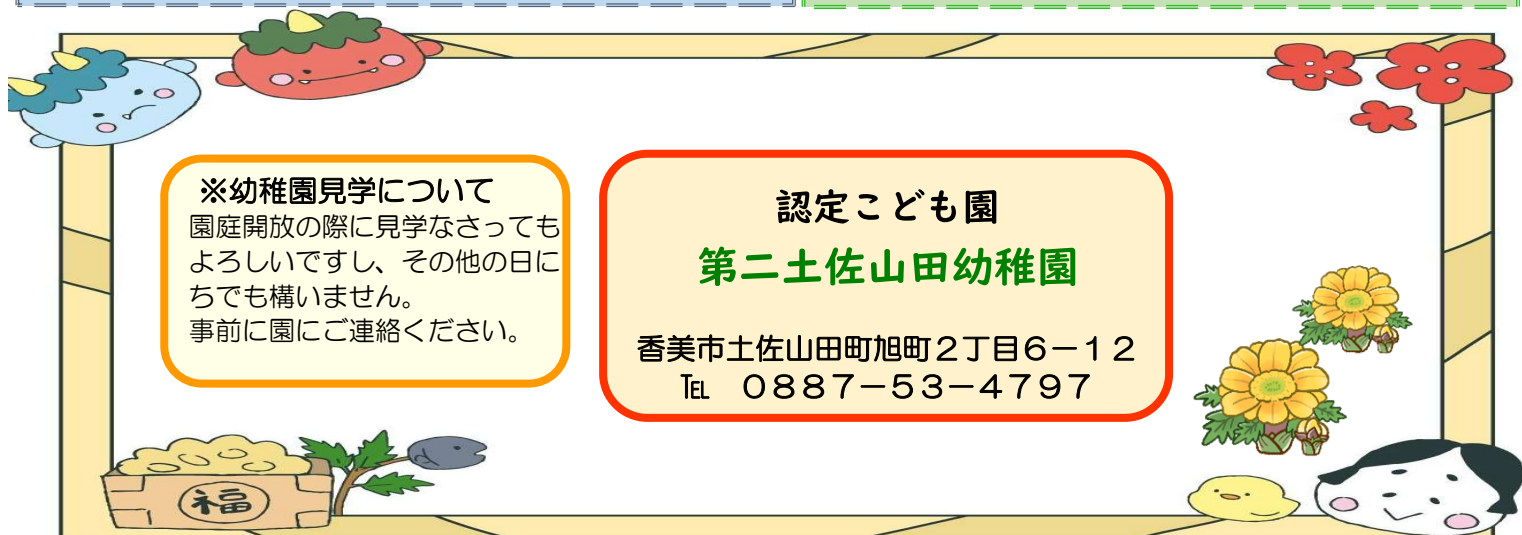 ※幼稚園見学について
園庭開放の際に見学なさっても
よろしいですし、その他の日に
ちでも構いません。
事前に園にご連絡ください。
認定こども園
第二土佐山田幼稚園
香美市土佐山田町旭町２丁目６－１２
℡　０８８７－５３－４７９７
福